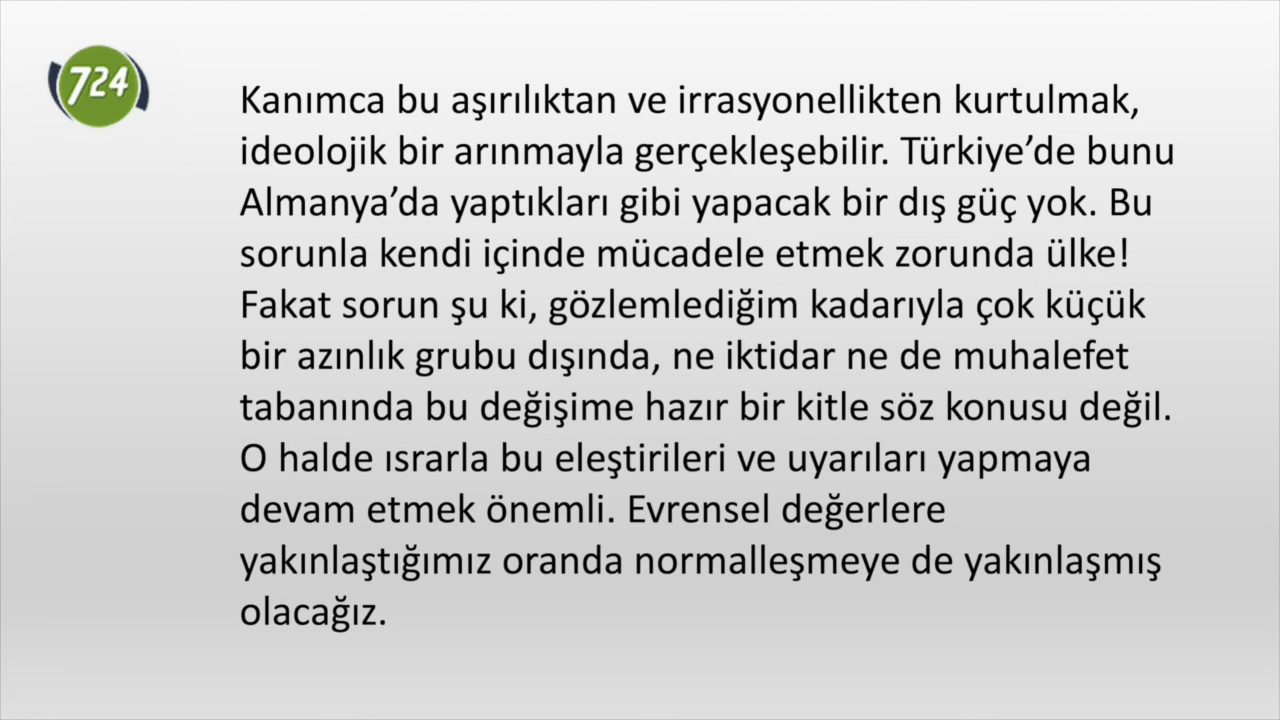 724
Kanımca bu aşırılıktan ve irrasyonellikten kurtulmak,
ideolojik bir arınmayla gerçekleşebilir. Türkiye’de bunu
Almanya’da yaptıkları gibi yapacak bir dış güç yok. Bu
sorunla kendi içinde mücadele etmek zorunda ülke!
Fakat sorun şu ki, gözlemlediğim kadarıyla çok küçük
bir azınlık grubu dışında, ne iktidar ne de muhalefet
tabanında bu değişime hazır bir kitle söz konusu değil.
O halde ısrarla bu eleştirileri ve uyarıları yapmaya
devam etmek önemli. Evrensel değerlere
yakınlaştığımız oranda normalleşmeye de yakınlaşmış
olacağız.